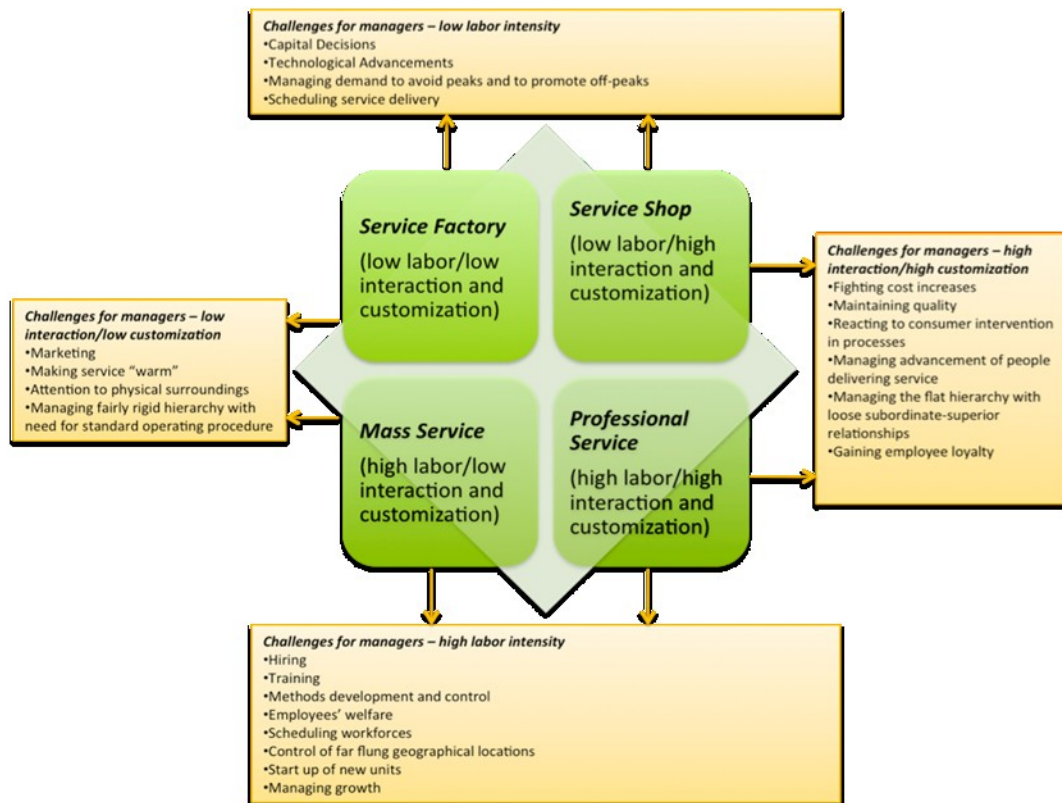 Challenges for managers – low labor intensity
•Capital Decisions
•Technological Advancements
•Managing demand to avoid peaks and to promote off-peaks
•Scheduling service delivery
Service Factory
(low labor/low
interaction and
customization)
Service Shop
(low labor/high
interaction and
customization)
Challenges for managers – low
interaction/low customization
•Marketing
•Making service “warm”
•Attention to physical surroundings
•Managing fairly rigid hierarchy with
need for standard operating procedure
Challenges for managers – high
interaction/high customization
•Fighting cost increases
•Maintaining quality
•Reacting to consumer intervention
in processes
•Managing advancement of people
delivering service
•Managing the flat hierarchy with
loose subordinate-superior
relationships
•Gaining employee loyalty
Mass Service
(high labor/low
interaction and
customization)
Professional
Service
(high labor/high
interaction and
customization)
Challenges for managers – high labor intensity
•Hiring
•Training
•Methods development and control
•Employees’ welfare
•Scheduling workforces
•Control of far flung geographical locations
•Start up of new units
•Managing growth